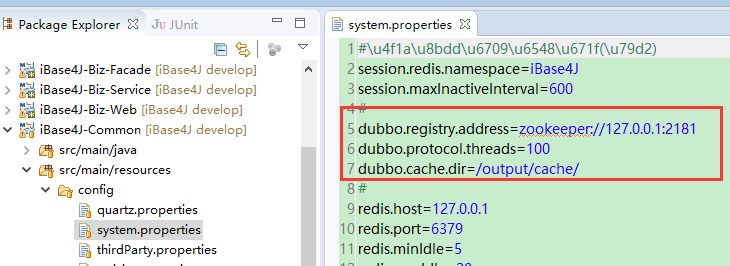 Package Explorer
JUnit
iBase4J-Biz-Facade [iBase4J develop]
iBase4J-Biz-Service [iBase4J develop]
iBase4J-Biz-Web [iBase4J develop]
iBase4J-Common [iBase4J develop]
src/main/java
src/main/resources
config
quartz.properties
system.properties
thirdParty.properties
system.properties
1 #\u4f1a\u8bdd\u6709\u6548\u671f(\u79d2)
2 session.redis.namespace=iBase4J
3 session.maxInactiveInterval=600
4 #
5 dubbo.registry.address=zookeeper://127.0.0.1:2181
6 dubbo.protocol.threads=100
7 dubbo.cache.dir=/output/cache/
8 #
9 redis.host=127.0.0.1
10 redis.port=6379
11 redis.minIdle=5